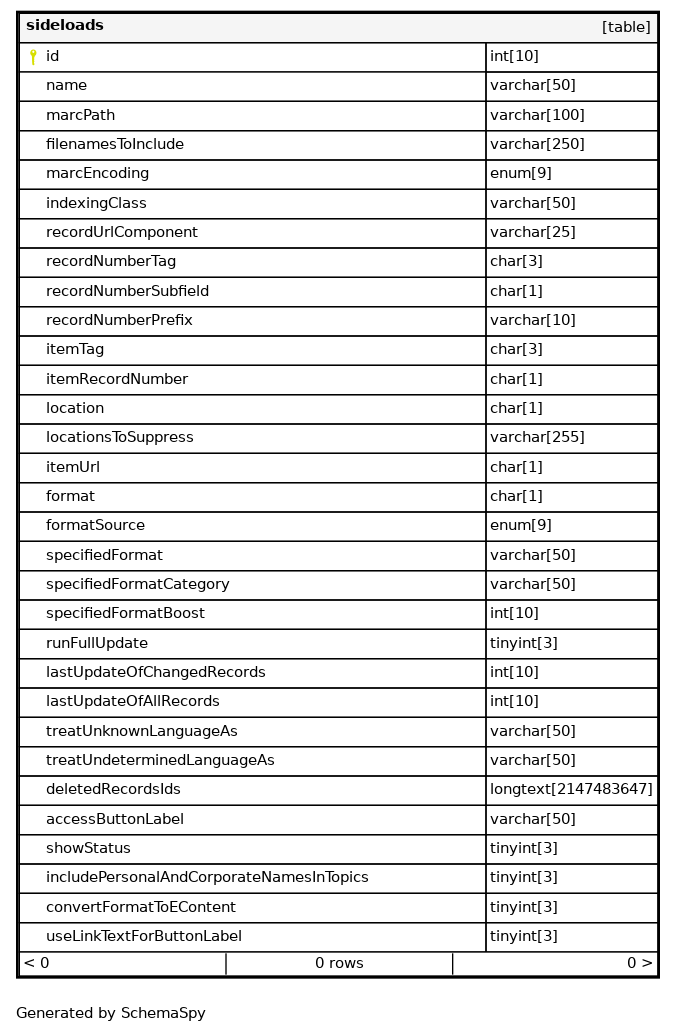 sideloads [table]
id int[10]
name varchar[50]
marcPath varchar[100]
filenamesToInclude varchar[250]
marcEncoding enum[9]
indexingClass varchar[50]
recordUrlComponent varchar[25]
recordNumberTag char[3]
recordNumberSubfield char[1]
recordNumberPrefix varchar[10]
itemTag char[3]
itemRecordNumber char[1]
location char[1]
locationsToSuppress varchar[255]
itemUrl char[1]
format char[1]
formatSource enum[9]
specifiedFormat varchar[50]
specifiedFormatCategory varchar[50]
specifiedFormatBoost int[10]
runFullUpdate tinyint[3]
lastUpdateOfChangedRecords int[10]
lastUpdateOfAllRecords int[10]
treatUnknownLanguageAs varchar[50]
treatUndeterminedLanguageAs varchar[50]
deletedRecordsIds longtext[2147483647]
accessButtonLabel varchar[50]
showStatus tinyint[3]
includePersonalAndCorporateNamesInTopics tinyint[3]
convertFormatToEContent tinyint[3]
useLinkTextForButtonLabel tinyint[3]
< 0 0 rows 0 >
Generated by SchemaSpy